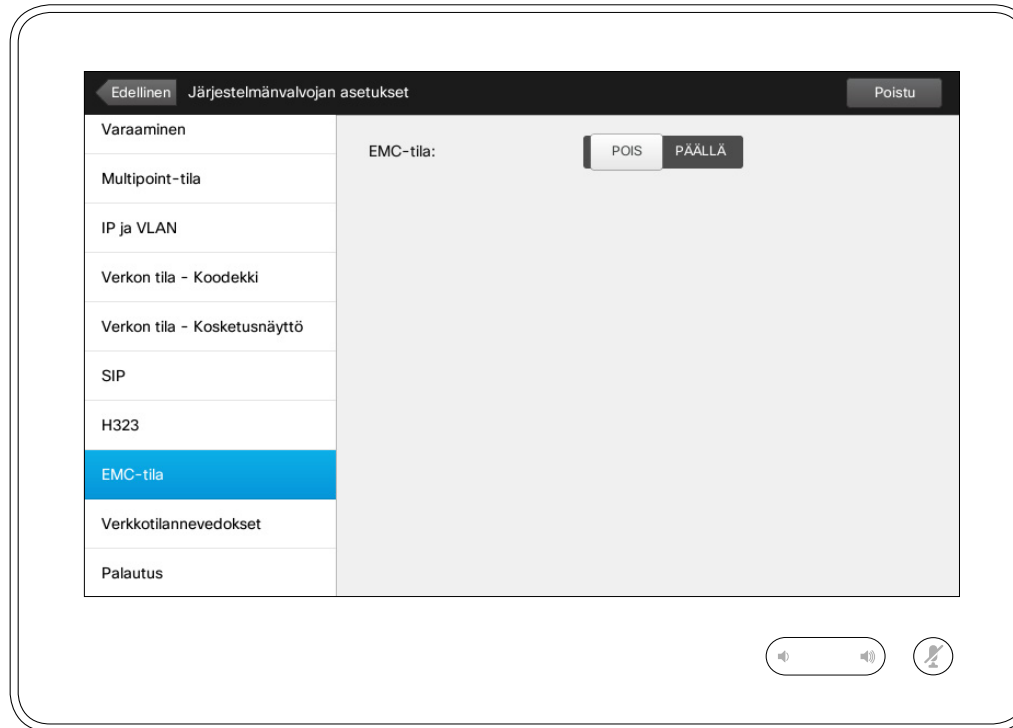 Edellinen Järjestelmänvalvojan asetukset Poistu
Varaaminen
EMC-tila: POIS PÄÄLLÄ
Multipoint-tila
IP ja VLAN
Verkon tila - Koodekki
Verkon tila - Kosketusnäyttö
SIP
H323
EMC-tila
Verkkotilannevedokset
Palautus